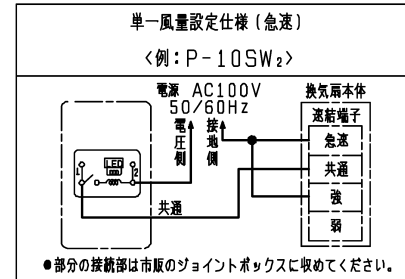 単一風量設定仕様(急速)
〈例:P-10SW₂〉
電源 AC100V
50/60Hz
換気扇本体
速結端子
電圧側
接地側
急速
共通
強
弱
LED
1
2
共通
●部分の接続部は市販のジョイントボックスに収めてください。